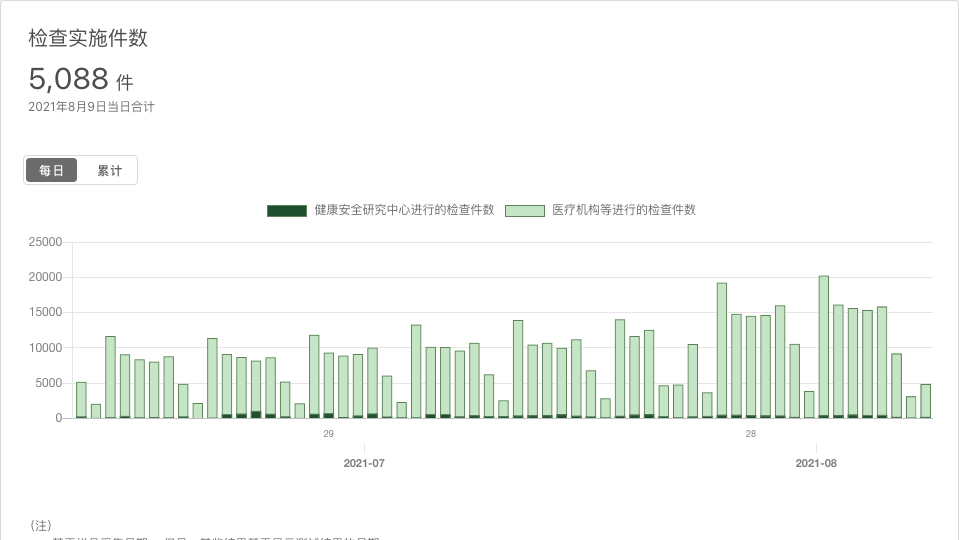 检查实施件数
5,088 件
2021年8月9日当日合计
每日 累计
健康安全研究中心进行的检查件数 医疗机构等进行的检查件数
25000
20000
15000
10000
5000
0
29 28
2021-07 2021-08
(注)